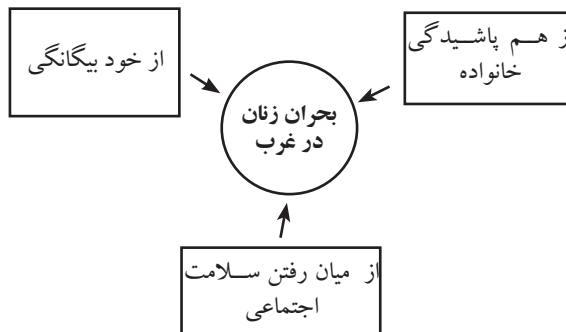 ز هم پاشیدگی
خانواده
از خود بیگانگی
بحران زنان
در غرب
از میان رفتن سلامت
اجتماعی